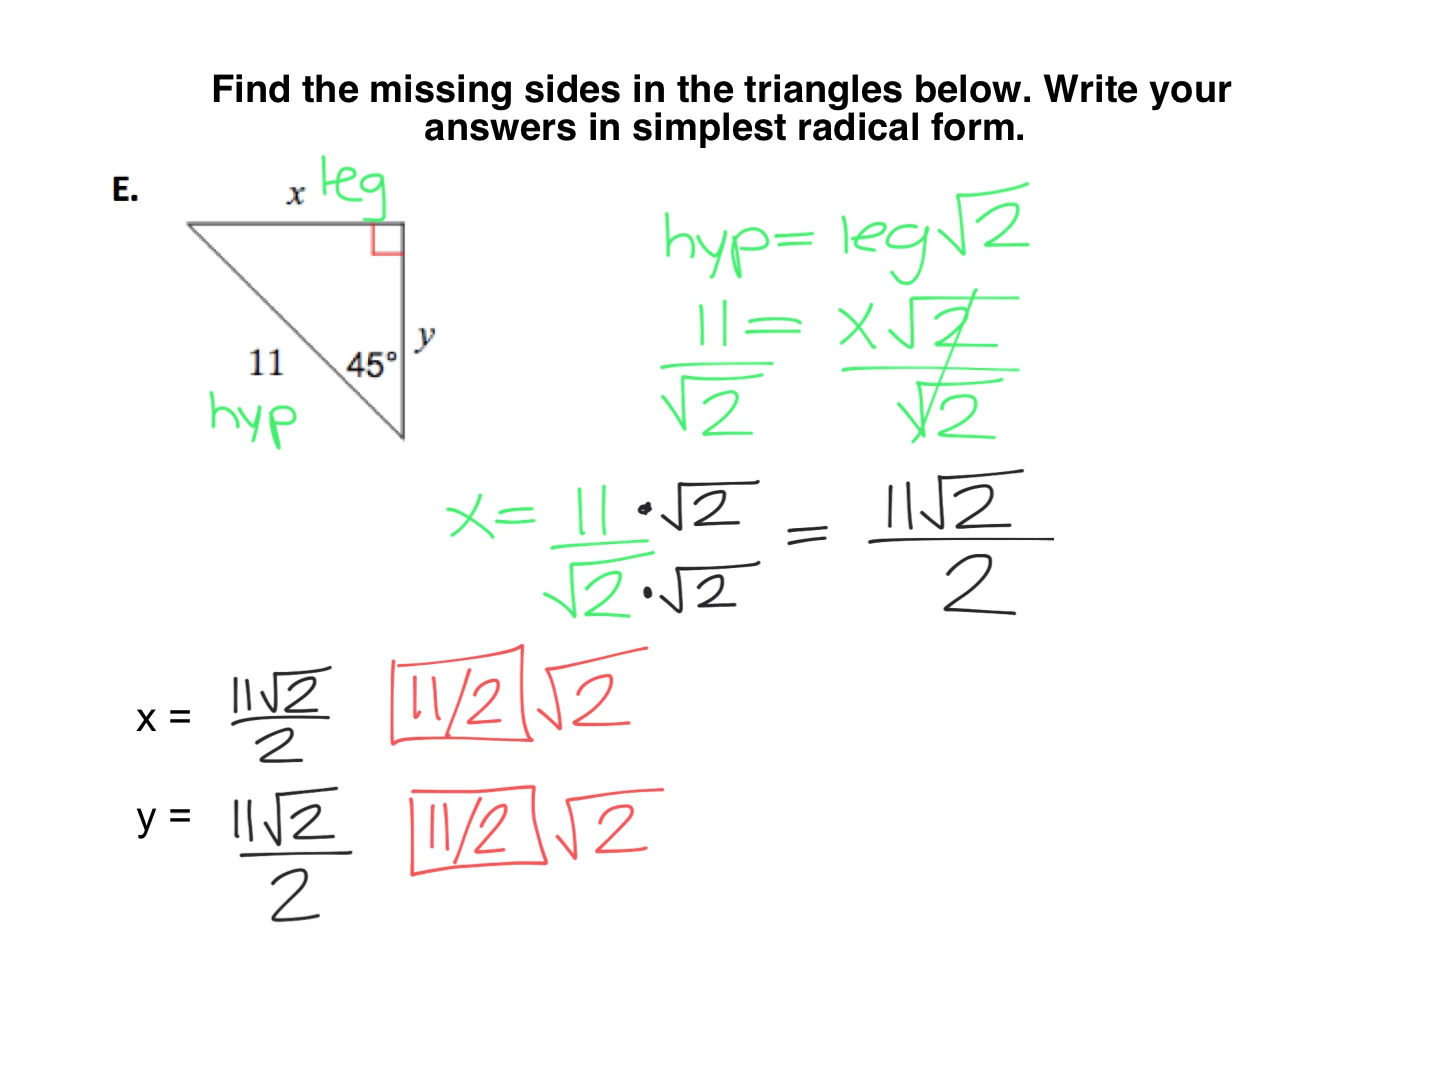 Find the missing sides in the triangles below. Write your
answers in simplest radical form.
E.
x leg
hyp = leg√2
11 = x√2
√2 √2
y
11
45°
hyp
x = 11 · √2 = 11√2
√2 · √2 2
x = 11√2 11/2 √2
2
y = 11√2 11/2 √2
2